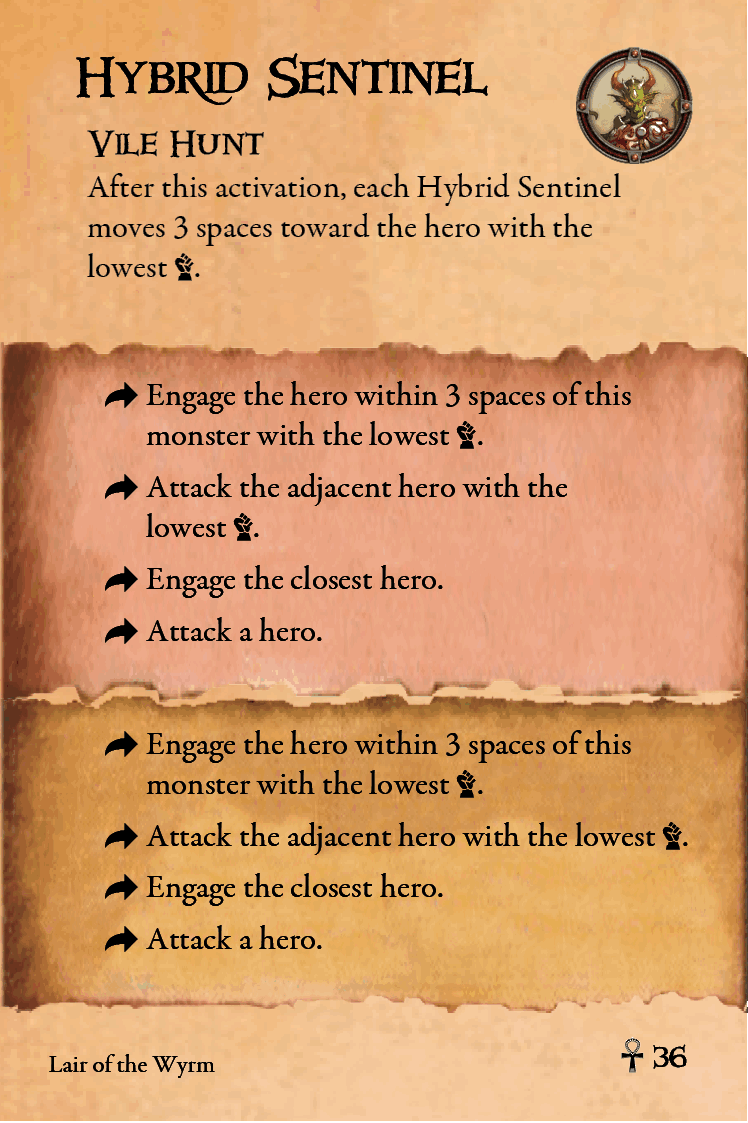 Hybrid Sentinel
Vile Hunt
After this activation, each Hybrid Sentinel
moves 3 spaces toward the hero with the
lowest .
Engage the hero within 3 spaces of this
monster with the lowest .
Attack the adjacent hero with the
lowest .
Engage the closest hero.
Attack a hero.
Engage the hero within 3 spaces of this
monster with the lowest .
Attack the adjacent hero with the lowest .
Engage the closest hero.
Attack a hero.
Lair of the Wyrm
☥ 36